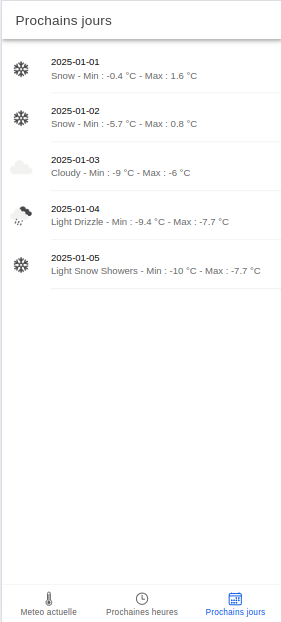 Prochains jours
2025-01-01
Snow - Min : -0.4 °C - Max : 1.6 °C
2025-01-02
Snow - Min : -5.7 °C - Max : 0.8 °C
2025-01-03
Cloudy - Min : -9 °C - Max : -6 °C
2025-01-04
Light Drizzle - Min : -9.4 °C - Max : -7.7 °C
2025-01-05
Light Snow Showers - Min : -10 °C - Max : -7.7 °C
Meteo actuelle
Prochaines heures
Prochains jours